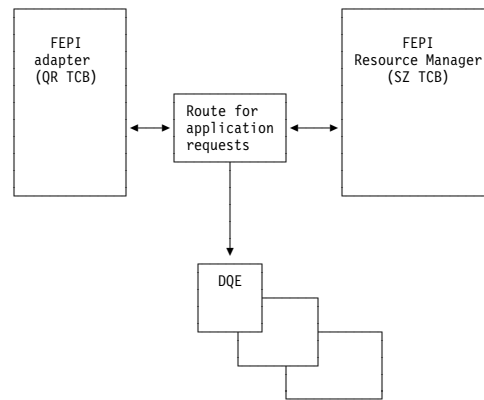 FEPI
adapter
(QR TCB)
FEPI
Resource Manager
(SZ TCB)
Route for
application
requests
DQE